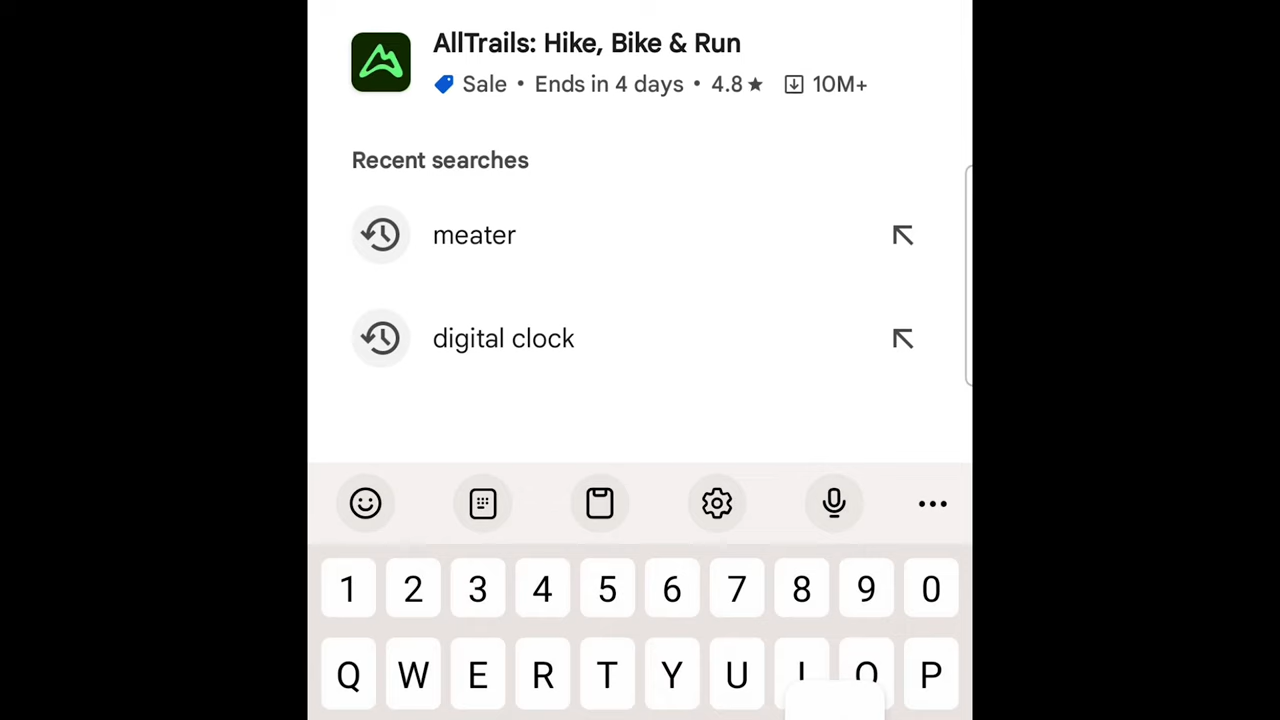 AllTrails: Hike, Bike & Run
Sale • Ends in 4 days • 4.8★ 10M+
Recent searches
meater
digital clock
1 2 3 4 5 6 7 8 9 0
Q W E R T Y U I O P